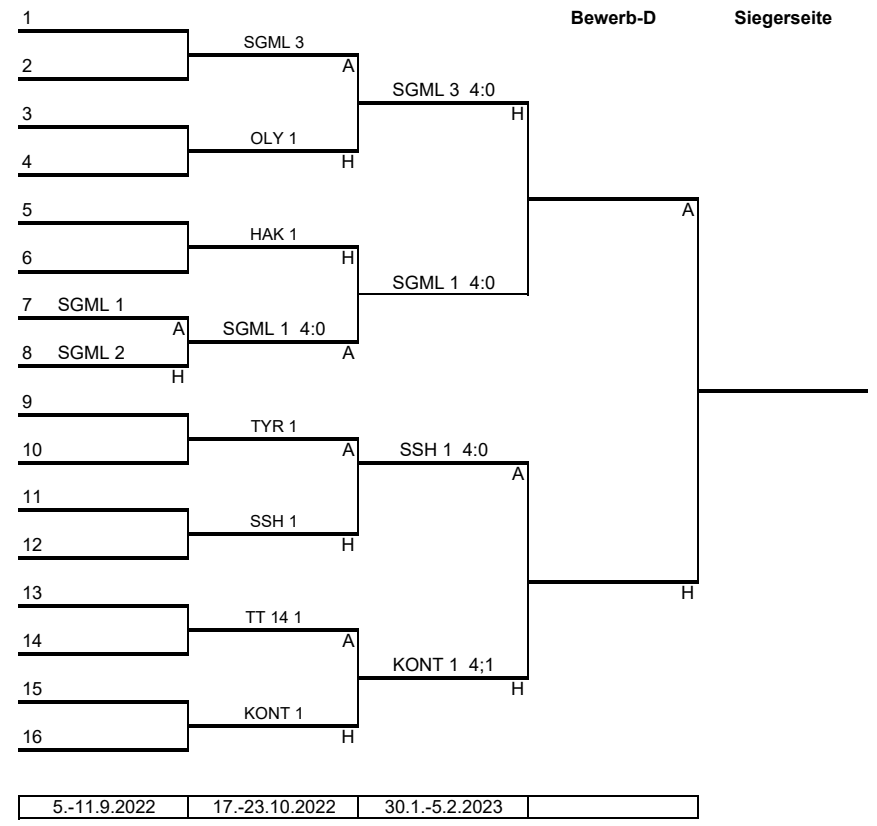 1 Bewerb-D Siegerseite
SGML 3
2 A
SGML 3 4:0
3 H
OLY 1
4 H
5 A
HAK 1
6 H
SGML 1 4:0
7 SGML 1
A SGML 1 4:0
8 SGML 2 A
H
9
TYR 1
10 A SSH 1 4:0
A
11
SSH 1
12 H
13 H
TT 14 1
14 A
KONT 1 4;1
15 H
KONT 1
16 H
5.-11.9.2022 17.-23.10.2022 30.1.-5.2.2023